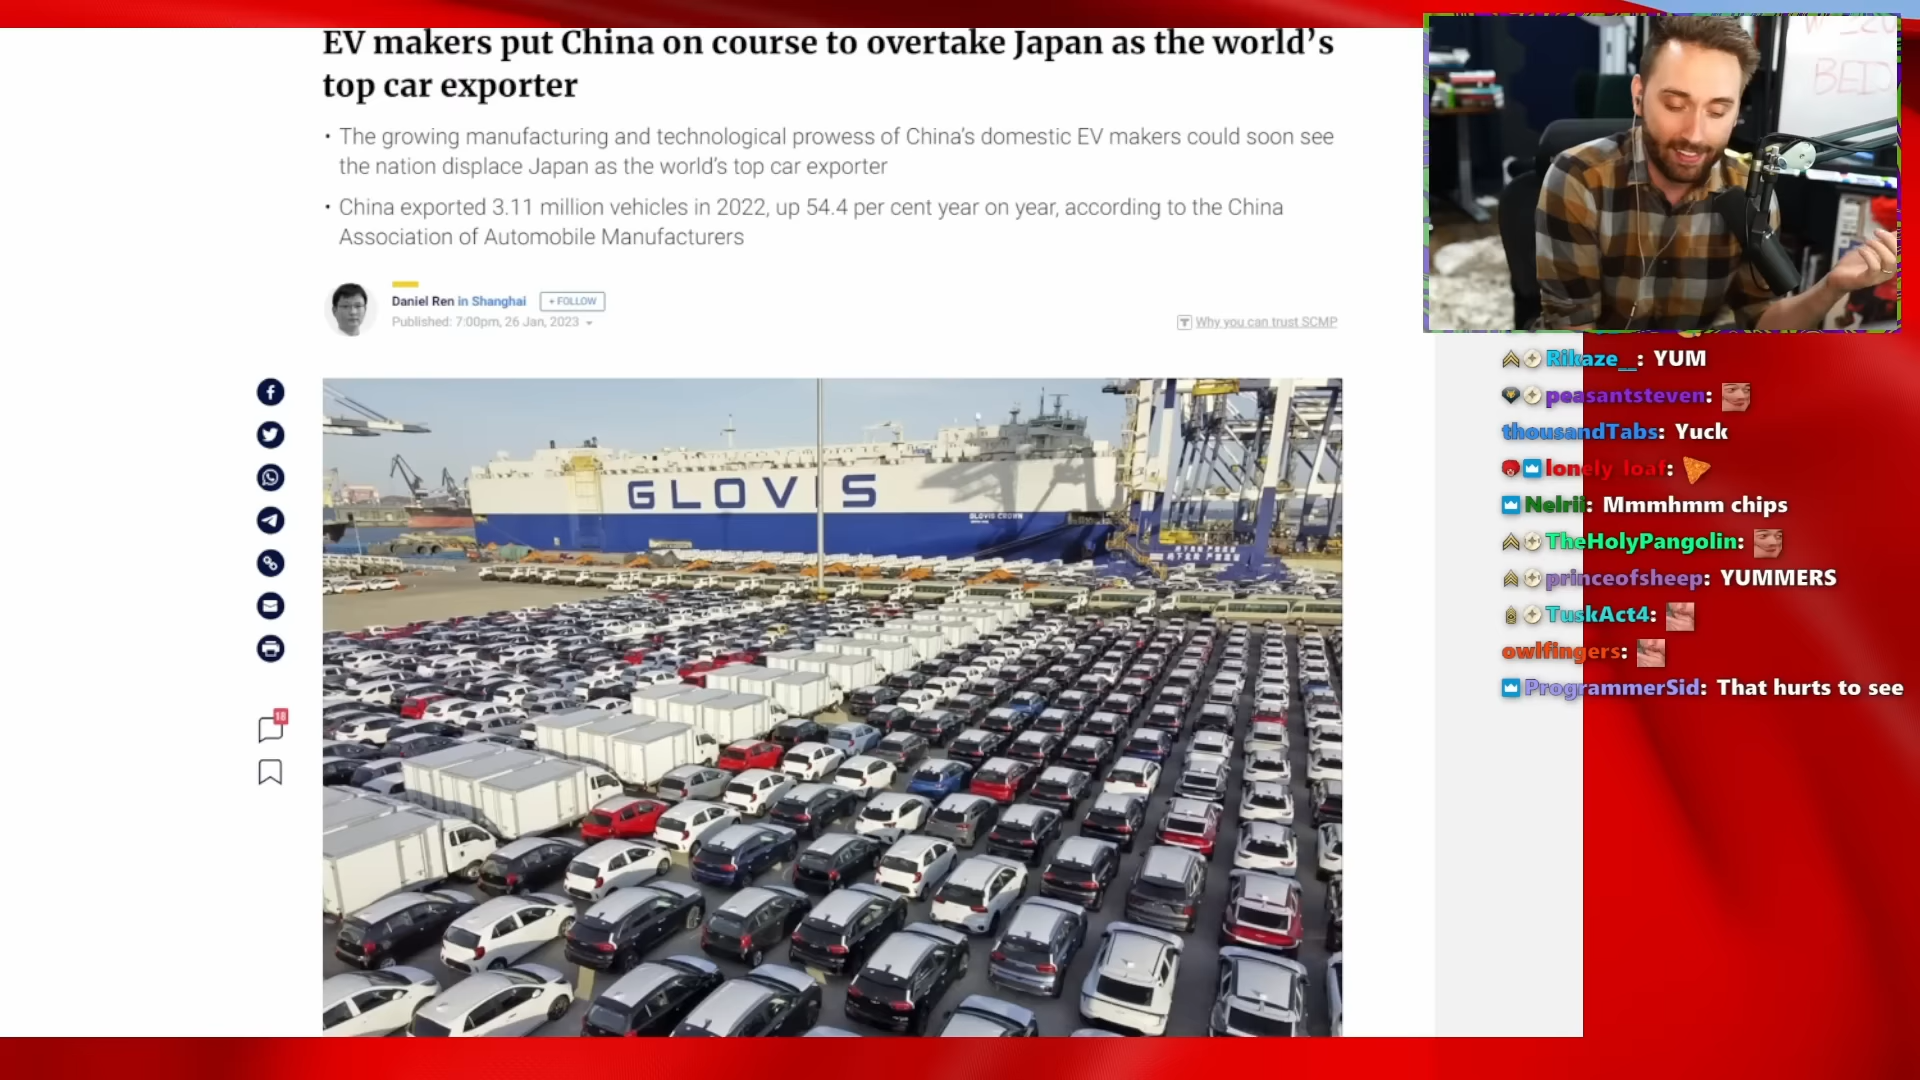 EV makers put China on course to overtake Japan as the world's
top car exporter
• The growing manufacturing and technological prowess of China's domestic EV makers could soon see
the nation displace Japan as the world's top car exporter
• China exported 3.11 million vehicles in 2022, up 54.4 per cent year on year, according to the China
Association of Automobile Manufacturers
Daniel Ren in Shanghai + FOLLOW
Published: 7:00pm, 26 Jan, 2023
Why you can trust SCMP
18
GLOVIS
GLOVIS CROWN
BED
Rikaze__: YUM
peasantsteven:
thousandTabs: Yuck
lonely_loaf:
Nelrii: Mmmhmm chips
TheHolyPangolin:
princeofsheep: YUMMERS
TuskAct4:
owlfingers:
ProgrammerSid: That hurts to see